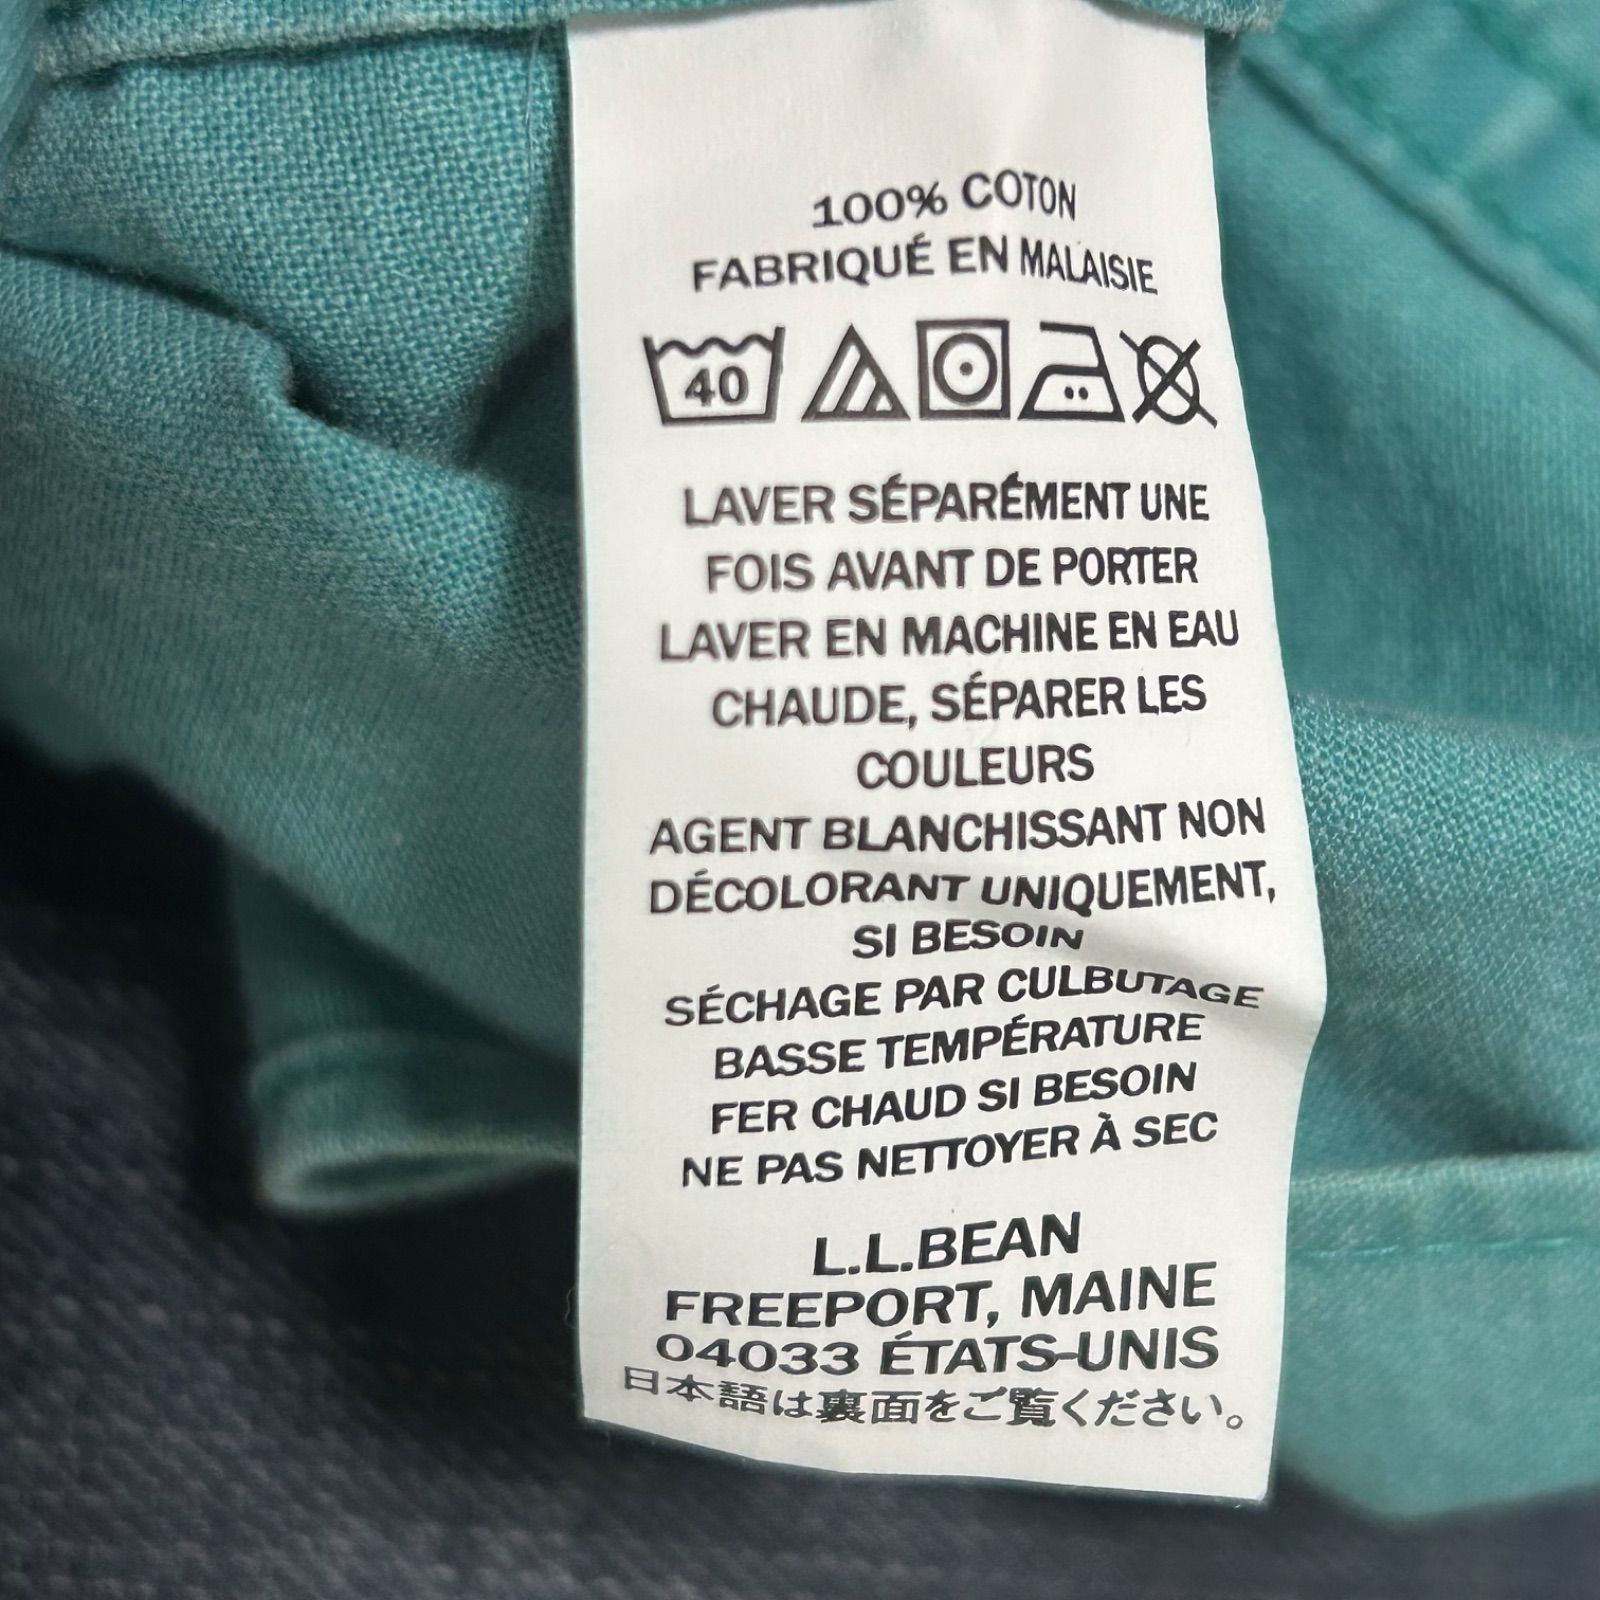 100% COTON
FABRIQUÉ EN MALAISIE
40
LAVER SÉPARÉMENT UNE
FOIS AVANT DE PORTER
LAVER EN MACHINE EN EAU
CHAUDE, SÉPARER LES
COULEURS
AGENT BLANCHISSANT NON
DÉCOLORANT UNIQUEMENT,
SI BESOIN
SÉCHAGE PAR CULBUTAGE
BASSE TEMPÉRATURE
FER CHAUD SI BESOIN
NE PAS NETTOYER À SEC
L.L.BEAN
FREEPORT, MAINE
04033 ÉTATS-UNIS
日本語は裏面をご覧ください。